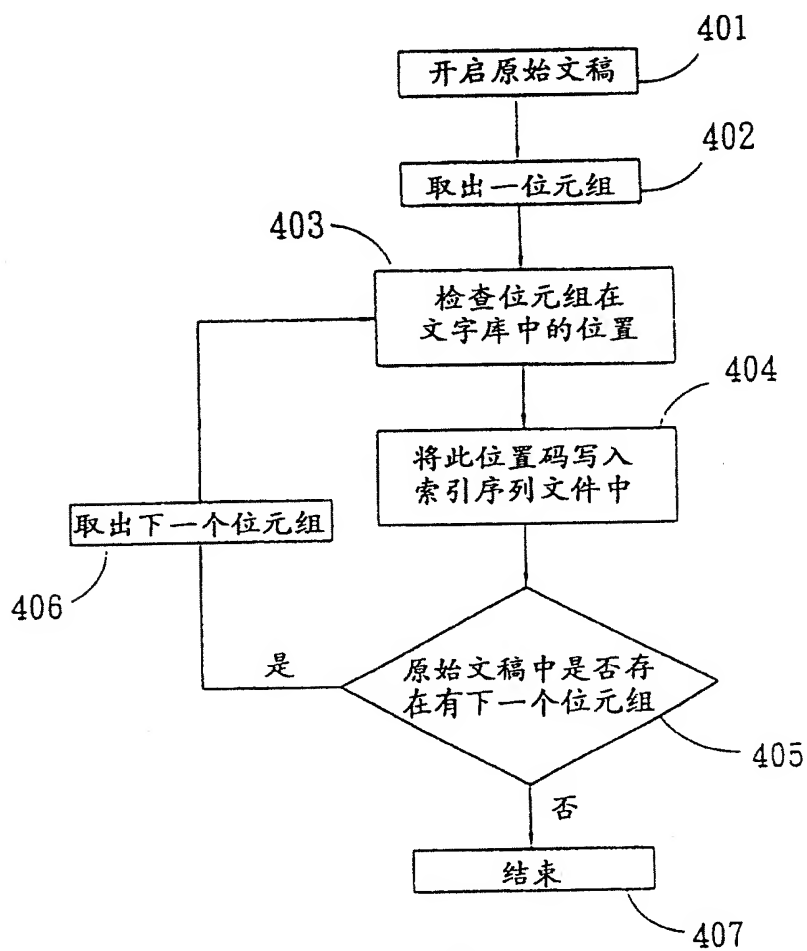 401
开启原始文稿
402
取出一位元组
403
检查位元组在
文字库中的位置
404
将此位置码写入
索引序列文件中
取出下一个位元组
406
是
原始文稿中是否存
在有下一个位元组
405
否
结束
407